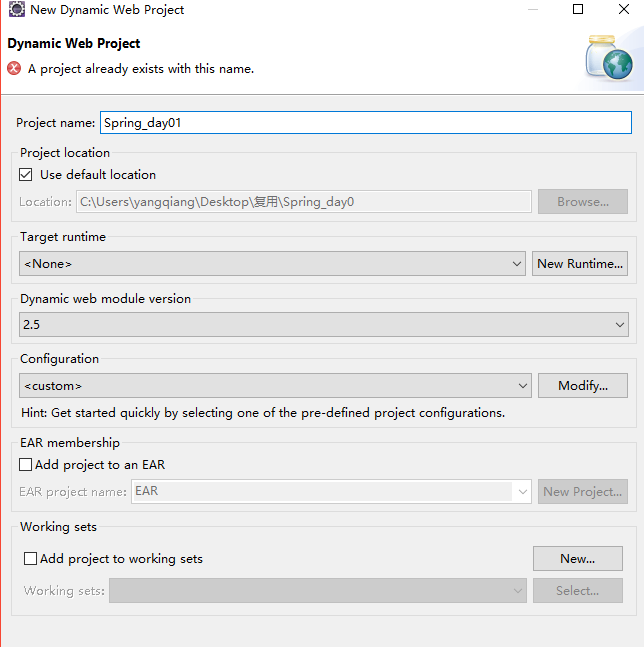 New Dynamic Web Project
Dynamic Web Project
A project already exists with this name.
Project name: Spring_day01
Project location
Use default location
Location: C:\Users\yangqiang\Desktop\复用\Spring_day0 Browse...
Target runtime
<None> New Runtime...
Dynamic web module version
2.5
Configuration
<custom> Modify...
Hint: Get started quickly by selecting one of the pre-defined project configurations.
EAR membership
Add project to an EAR
EAR project name: EAR New Project...
Working sets
Add project to working sets New...
Working sets: Select...